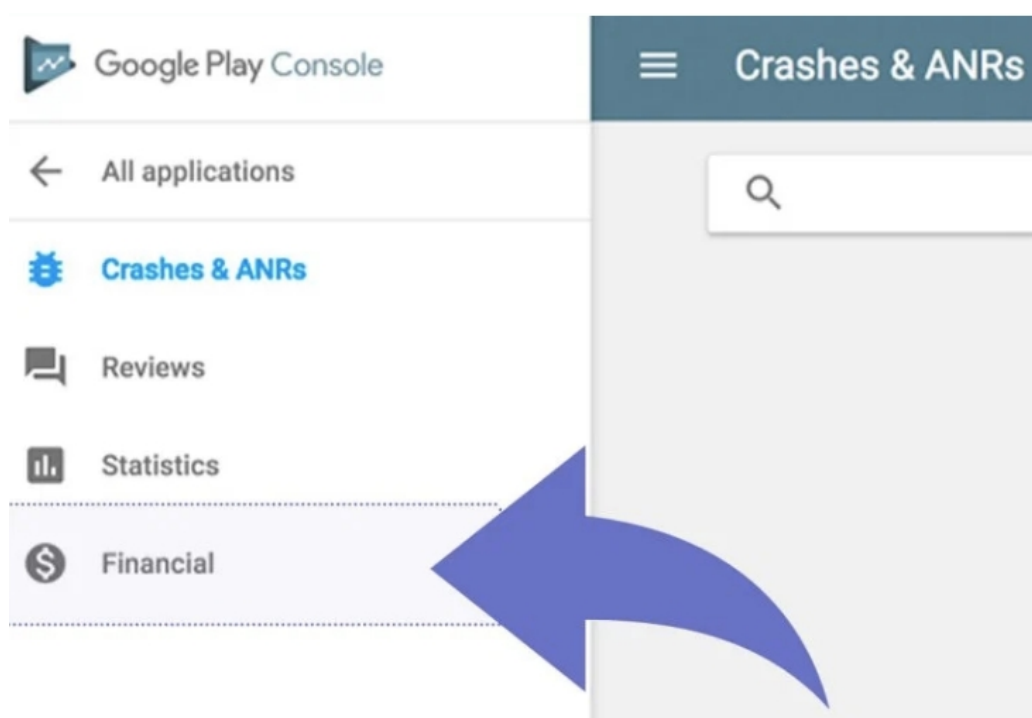 Google Play Console
Crashes & ANRs
All applications
Crashes & ANRs
Reviews
Statistics
Financial